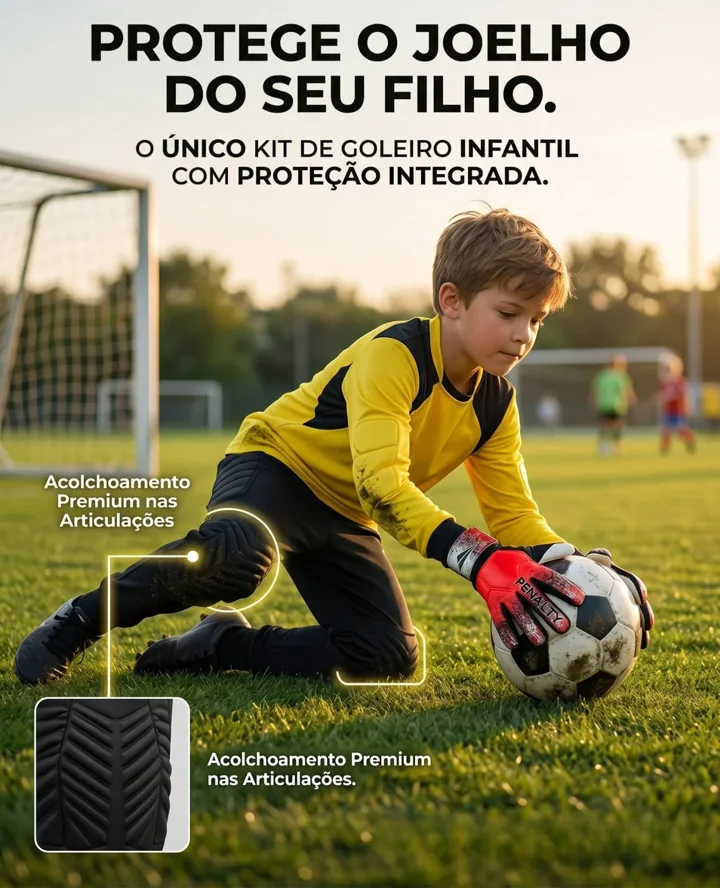 PROTEGE O JOELHO
DO SEU FILHO.
O ÚNICO KIT DE GOLEIRO INFANTIL
COM PROTEÇÃO INTEGRADA.
Acolchoamento
Premium nas
Articulações
PENALTY
Acolchoamento Premium
nas Articulações.